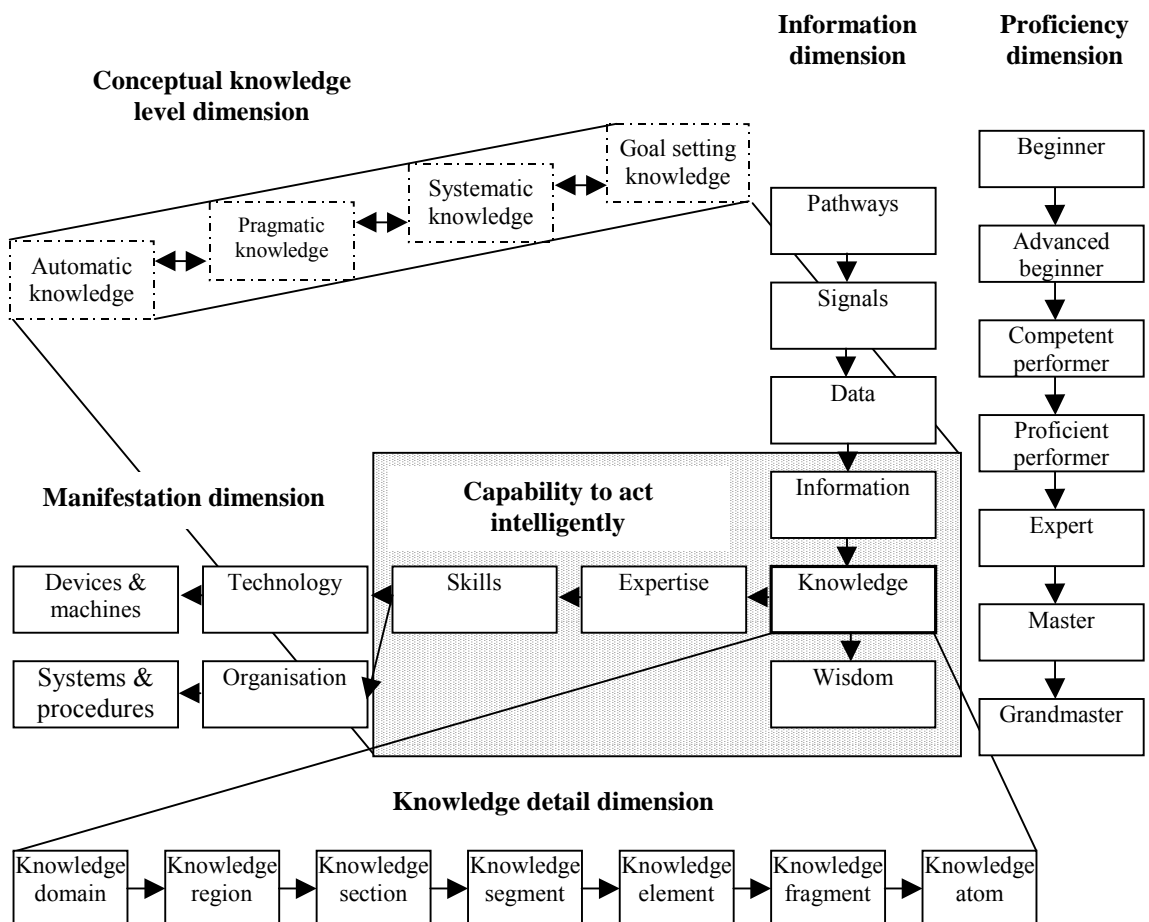 Information
dimension
Proficiency
dimension
Conceptual knowledge
level dimension
Goal setting
knowledge
Systematic
knowledge
Pragmatic
knowledge
Automatic
knowledge
Pathways
Signals
Data
Information
Knowledge
Wisdom
Beginner
Advanced
beginner
Competent
performer
Proficient
performer
Expert
Master
Grandmaster
Manifestation dimension
Capability to act
intelligently
Devices &
machines
Technology
Skills
Expertise
Systems &
procedures
Organisation
Knowledge detail dimension
Knowledge
domain
Knowledge
region
Knowledge
section
Knowledge
segment
Knowledge
element
Knowledge
fragment
Knowledge
atom